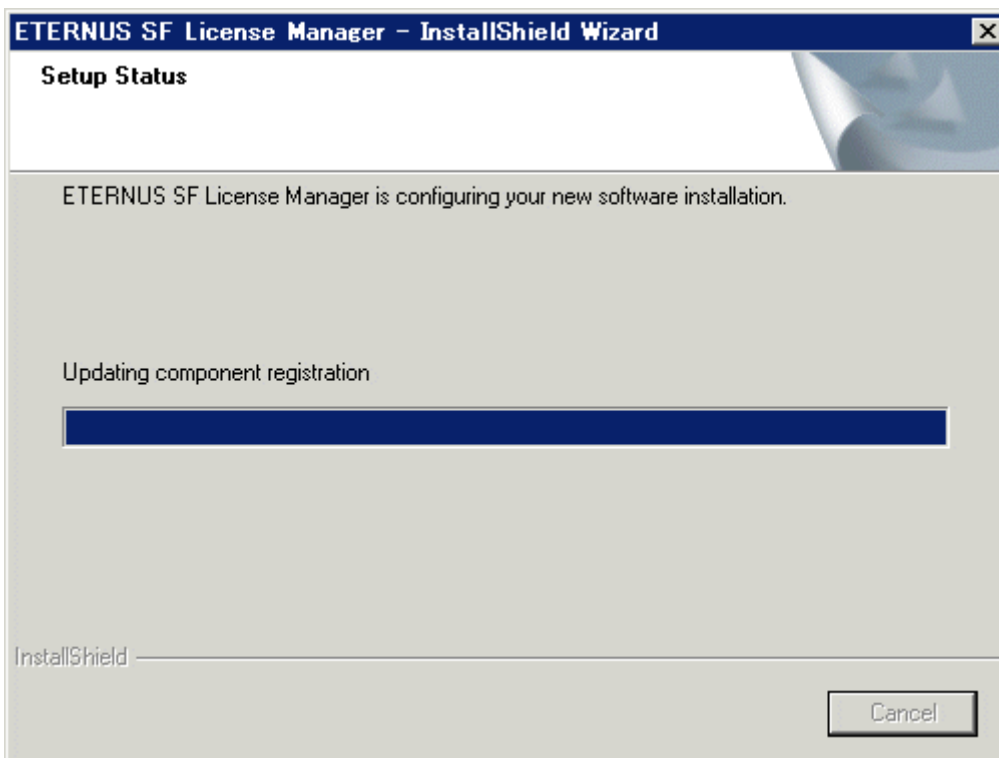 ETERNUS SF License Manager - InstallShield Wizard
Setup Status
ETERNUS SF License Manager is configuring your new software installation.
Updating component registration
InstallShield
Cancel